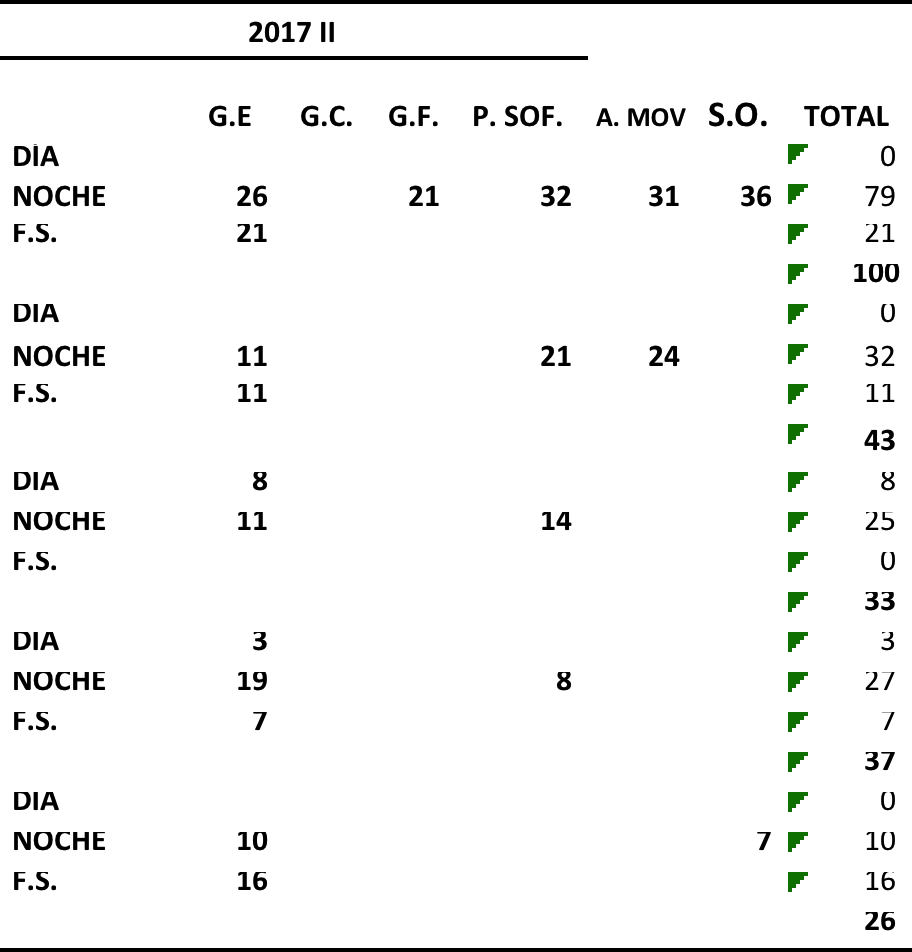 2017 II
G.E G.C. G.F. P. SOF. A. MOV S.O. TOTAL
DIA 0
NOCHE 26 21 32 31 36 79
F.S. 21 21
100
DIA 0
NOCHE 11 21 24 32
F.S. 11 11
43
DIA 8 8
NOCHE 11 14 25
F.S. 0
33
DIA 3 3
NOCHE 19 8 27
F.S. 7 7
37
DIA 0
NOCHE 10 7 10
F.S. 16 16
26